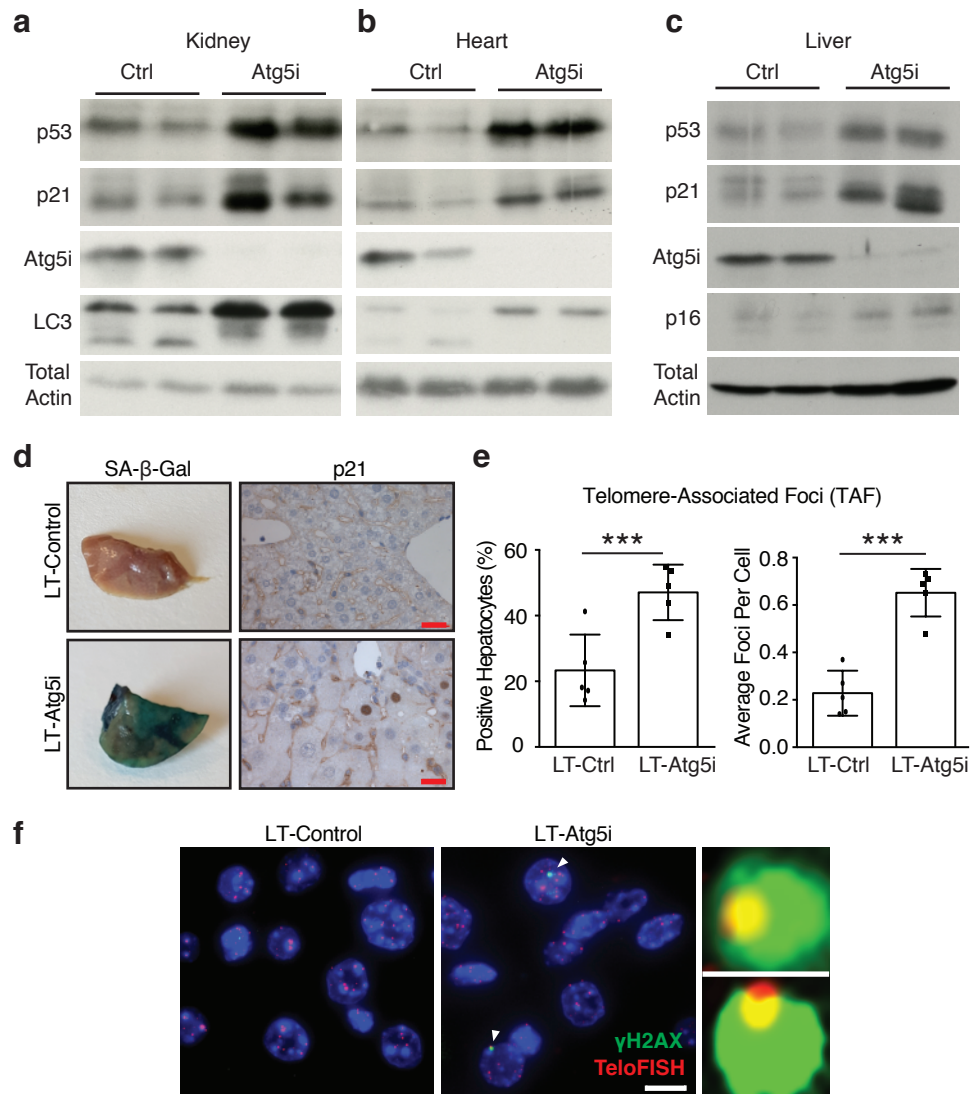 a
Kidney
Ctrl Atg5i
b
Heart
Ctrl Atg5i
c
Liver
Ctrl Atg5i
p53
p21
Atg5i
LC3
Total
Actin
p53
p21
Atg5i
p16
Total
Actin
d
SA-β-Gal p21
LT-Control
LT-Atg5i
e
Telomere-Associated Foci (TAF)
Positive Hepatocytes (%)
60
40
20
0
***
LT-Ctrl LT-Atg5i
Average Foci Per Cell
0.8
0.6
0.4
0.2
0.0
***
LT-Ctrl LT-Atg5i
f
LT-Control LT-Atg5i
γH2AX
TeloFISH